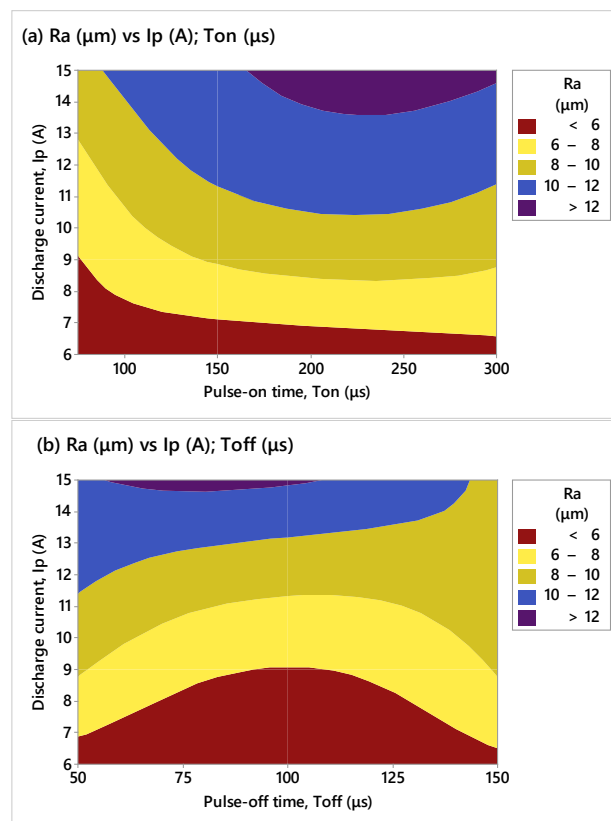 (a) Ra (µm) vs Ip (A); Ton (µs)
15
14
13
12
11
10
9
8
7
6
Discharge current, Ip (A)
100
150
200
250
300
Pulse-on time, Ton (µs)
Ra
(µm)
< 6
6 – 8
8 – 10
10 – 12
> 12
(b) Ra (µm) vs Ip (A); Toff (µs)
15
14
13
12
11
10
9
8
7
6
Discharge current, Ip (A)
50
75
100
125
150
Pulse-off time, Toff (µs)
Ra
(µm)
< 6
6 – 8
8 – 10
10 – 12
> 12